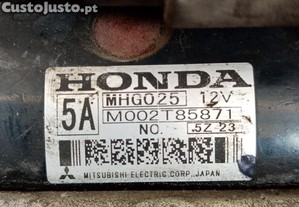 CustoJusto.pt
HONDA
5A MHG025 12V
M002T85871
NO. 5Z-23
MITSUBISHI ELECTRIC CORP. JAPAN